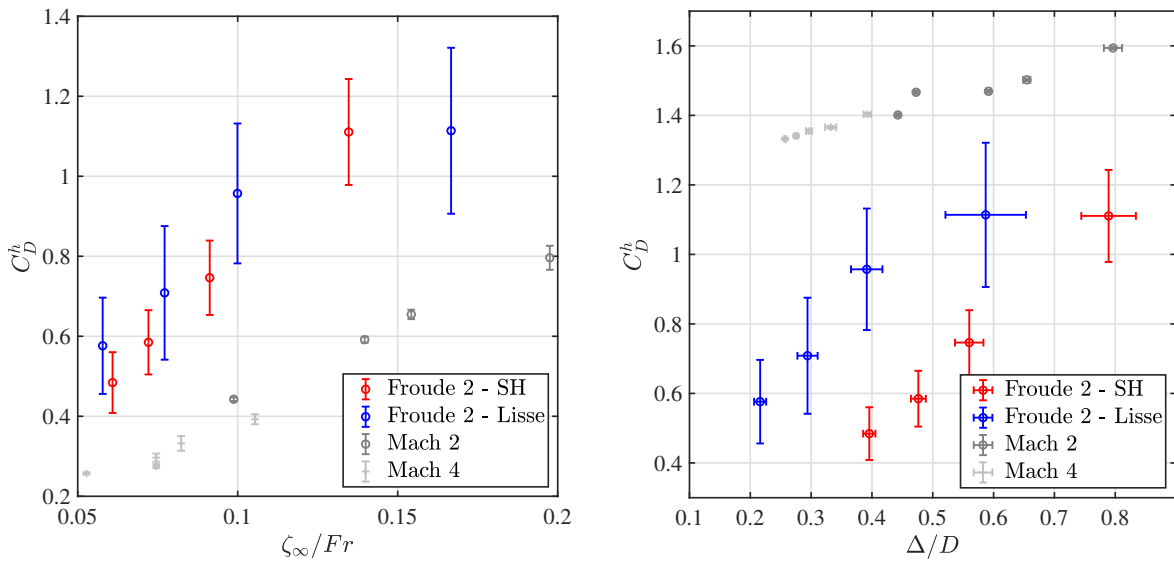 1.4
1.2
1
0.8
0.6
0.4
0.2
C_D^h
0.05
0.1
0.15
0.2
ζ∞/Fr
Froude 2 - SH
Froude 2 - Lisse
Mach 2
Mach 4
1.6
1.4
1.2
1
0.8
0.6
0.4
C_D^h
0.1
0.2
0.3
0.4
0.5
0.6
0.7
0.8
Δ/D
Froude 2 - SH
Froude 2 - Lisse
Mach 2
Mach 4